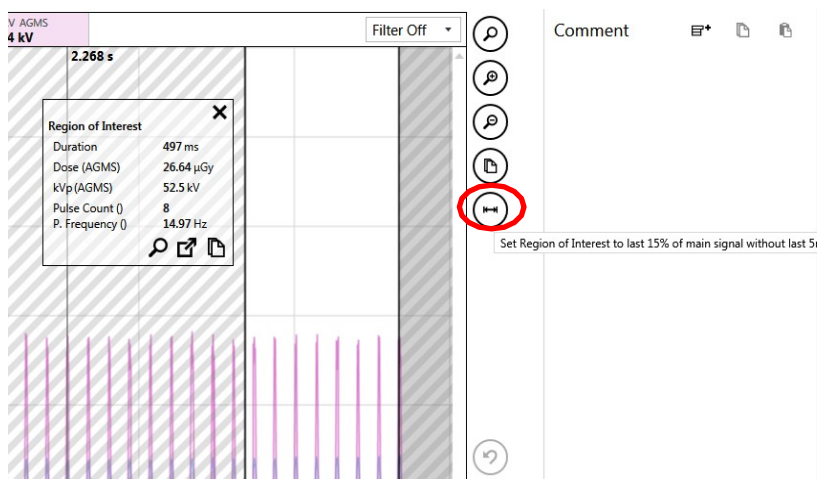 V AGMS
4 kV
Filter Off
Comment
2.268 s
Region of Interest
Duration 497 ms
Dose (AGMS) 26.64 µGy
kVp (AGMS) 52.5 kV
Pulse Count () 8
P. Frequency () 14.97 Hz
Set Region of Interest to last 15% of main signal without last 5